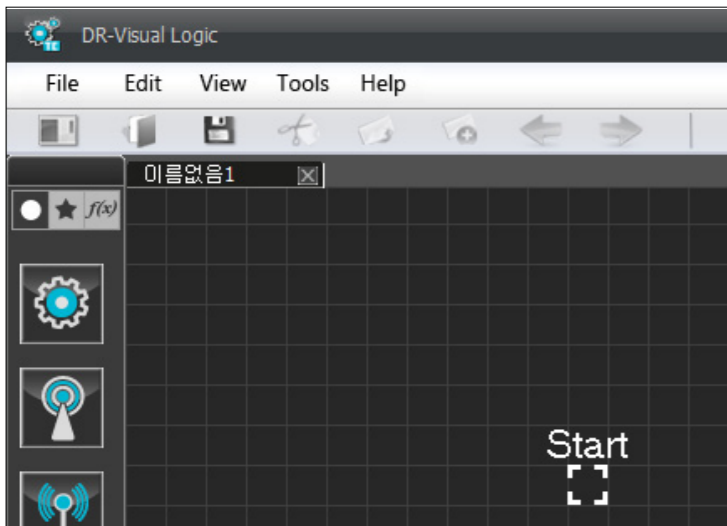 DR-Visual Logic
File Edit View Tools Help
이름없음1
f(x)
Start